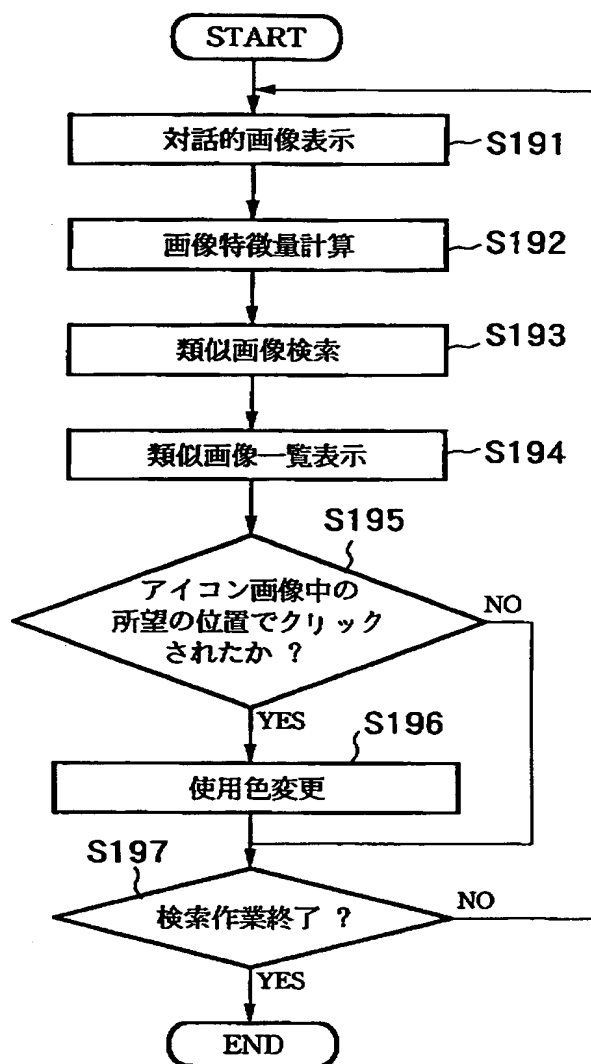 START
対話的画像表示
S191
画像特徴量計算
S192
類似画像検索
S193
類似画像一覧表示
S194
S195
アイコン画像中の
所望の位置でクリック
されたか ?
NO
YES
S196
使用色変更
S197
検索作業終了 ?
NO
YES
END